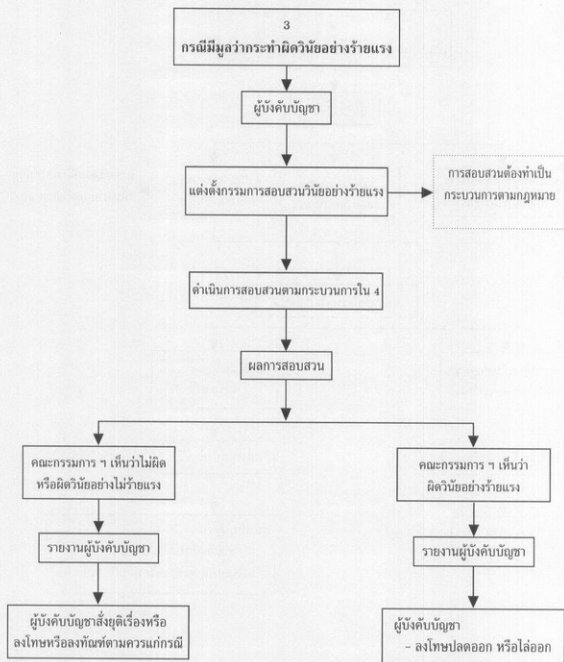 3
กรณีมีมูลว่ากระทำผิดวินัยอย่างร้ายแรง
ผู้บังคับบัญชา
แต่งตั้งกรรมการสอบสวนวินัยอย่างร้ายแรง
การสอบสวนต้องทำเป็น
กระบวนการตามกฎหมาย
ดำเนินการสอบสวนตามกระบวนการใน 4
ผลการสอบสวน
คณะกรรมการ ฯ เห็นว่าไม่ผิด
หรือผิดวินัยอย่างไม่ร้ายแรง
คณะกรรมการ ฯ เห็นว่า
ผิดวินัยอย่างร้ายแรง
รายงานผู้บังคับบัญชา
รายงานผู้บังคับบัญชา
ผู้บังคับบัญชาสั่งยุติเรื่องหรือ
ลงโทษหรือลงทัณฑ์ตามควรแก่กรณี
ผู้บังคับบัญชา
- ลงโทษปลดออก หรือไล่ออก